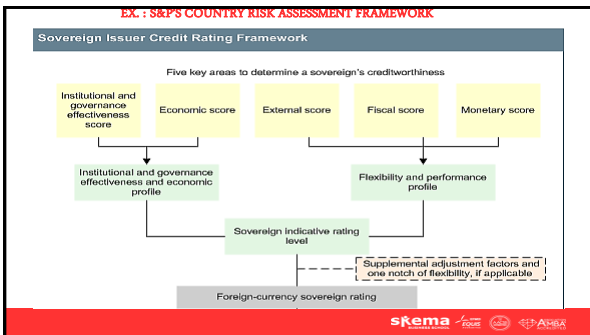 EX. : S&P'S COUNTRY RISK ASSESSMENT FRAMEWORK
Sovereign Issuer Credit Rating Framework
Five key areas to determine a sovereign's creditworthiness
Institutional and
governance
effectiveness
score
Economic score
External score
Fiscal score
Monetary score
Institutional and governance
effectiveness and economic
profile
Flexibility and performance
profile
Sovereign indicative rating
level
Supplemental adjustment factors and
one notch of flexibility, if applicable
Foreign-currency sovereign rating
skema
BUSINESS SCHOOL
EQUIS
AMBA